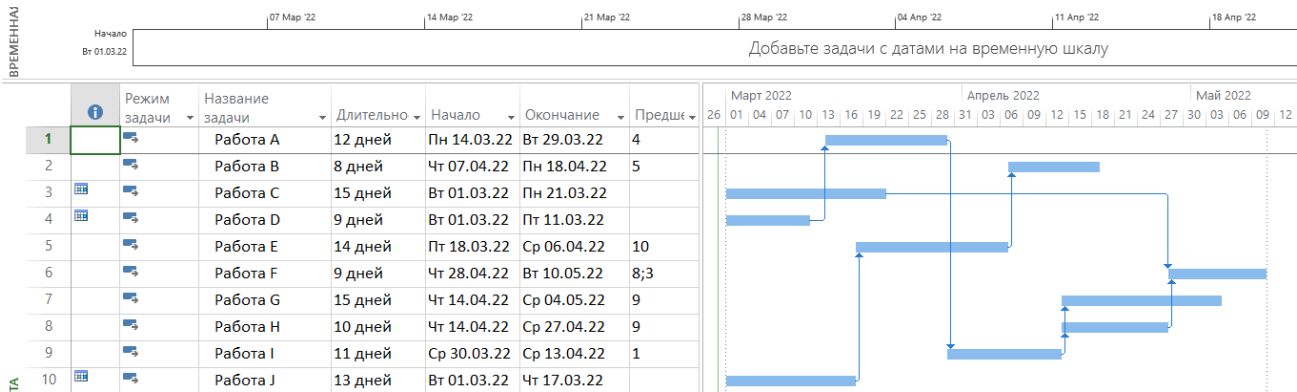 ВРЕМЕННАЯ
07 Мар '22 14 Мар '22 21 Мар '22 28 Мар '22 04 Апр '22 11 Апр '22 18 Апр '22
Начало
Вт 01.03.22
Добавьте задачи с датами на временную шкалу
Режим задачи Название задачи Длительно Начало Окончание Предше
Март 2022 Апрель 2022 Май 2022
26 01 04 07 10 13 16 19 22 25 28 31 03 06 09 12 15 18 21 24 27 30 03 06 09 12
1 Работа A 12 дней Пн 14.03.22 Вт 29.03.22 4
2 Работа B 8 дней Чт 07.04.22 Пн 18.04.22 5
3 Работа C 15 дней Вт 01.03.22 Пн 21.03.22
4 Работа D 9 дней Вт 01.03.22 Пт 11.03.22
5 Работа E 14 дней Пт 18.03.22 Ср 06.04.22 10
6 Работа F 9 дней Чт 28.04.22 Вт 10.05.22 8;3
7 Работа G 15 дней Чт 14.04.22 Ср 04.05.22 9
8 Работа H 10 дней Чт 14.04.22 Ср 27.04.22 9
9 Работа I 11 дней Ср 30.03.22 Ср 13.04.22 1
10 Работа J 13 дней Вт 01.03.22 Чт 17.03.22
ТА